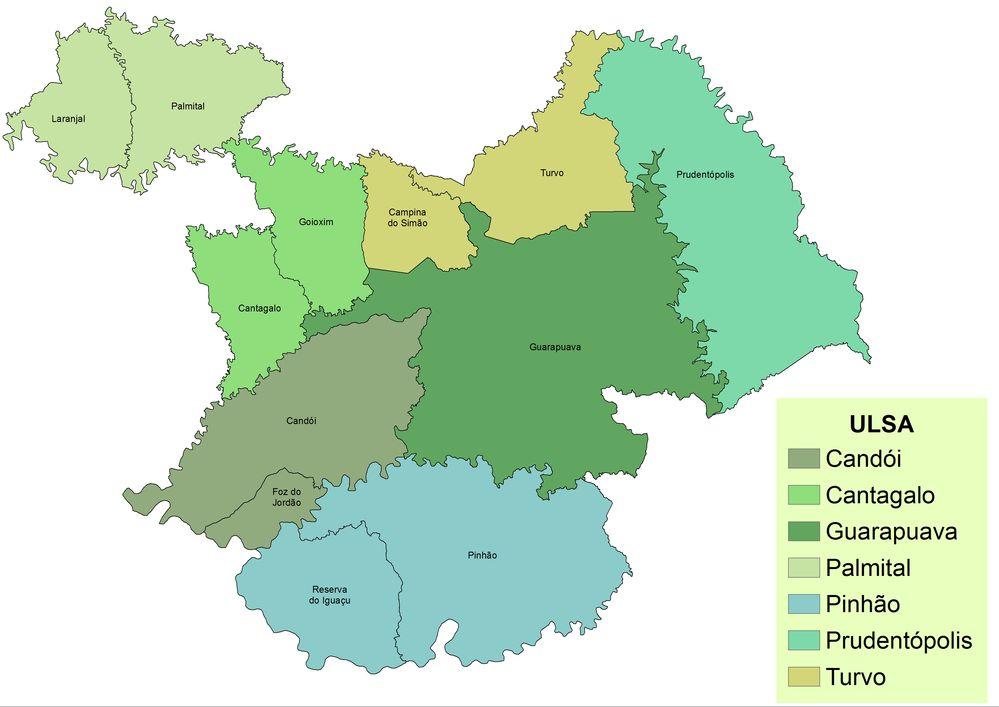 Laranjal
Palmital
Turvo
Prudentópolis
Campina
do Simão
Goioxim
Cantagalo
Guarapuava
Candói
Foz do
Jordão
Pinhão
Reserva
do Iguaçu
ULSA
Candói
Cantagalo
Guarapuava
Palmital
Pinhão
Prudentópolis
Turvo